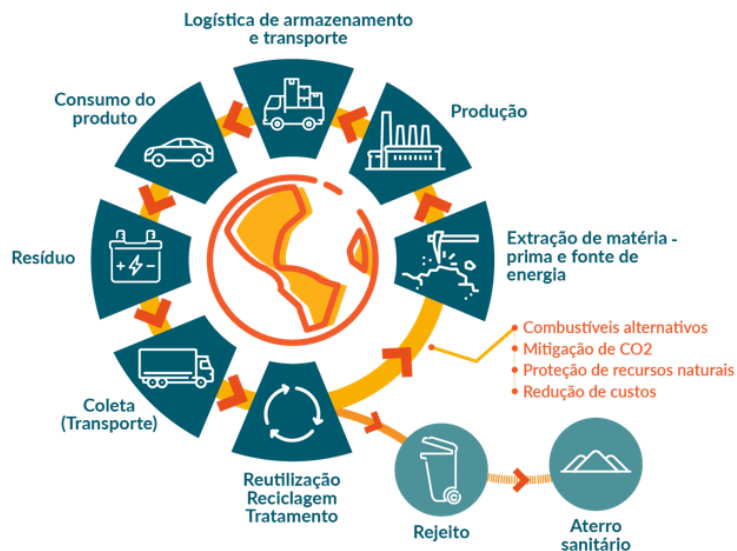 Logística de armazenamento
e transporte
Consumo do
produto
Produção
Resíduo
Extração de matéria -
prima e fonte de
energia
Combustíveis alternativos
Mitigação de CO2
Proteção de recursos naturais
Redução de custos
Coleta
(Transporte)
Reutilização
Reciclagem
Tratamento
Rejeito
Aterro
sanitário